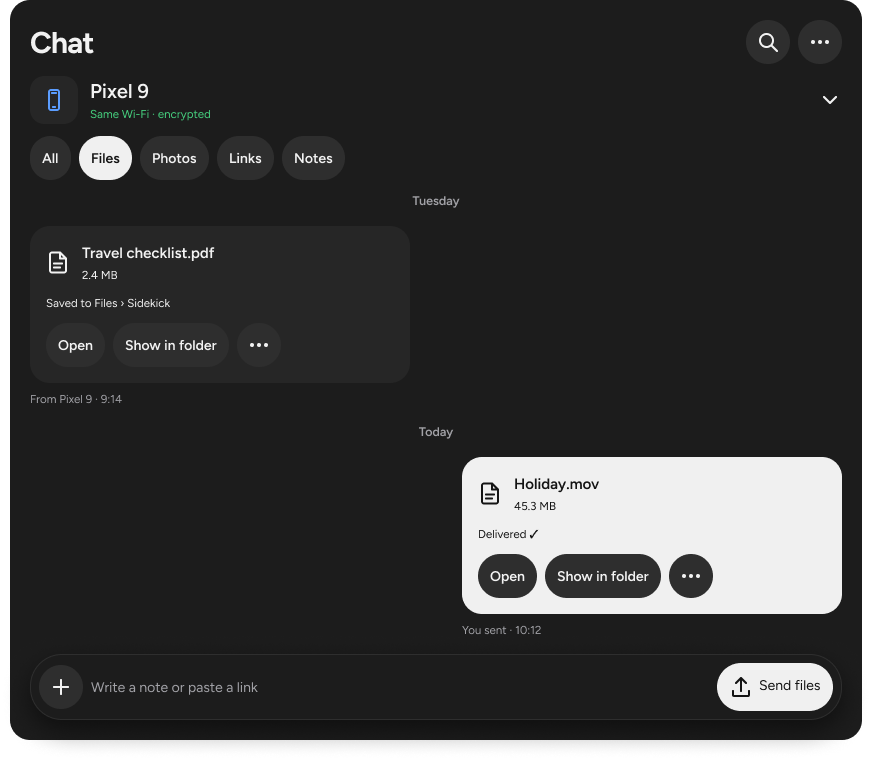 Chat
Pixel 9
Same Wi-Fi · encrypted
All
Files
Photos
Links
Notes
Tuesday
Travel checklist.pdf
2.4 MB
Saved to Files › Sidekick
Open
Show in folder
From Pixel 9 · 9:14
Today
Holiday.mov
45.3 MB
Delivered ✓
Open
Show in folder
You sent · 10:12
Write a note or paste a link
Send files